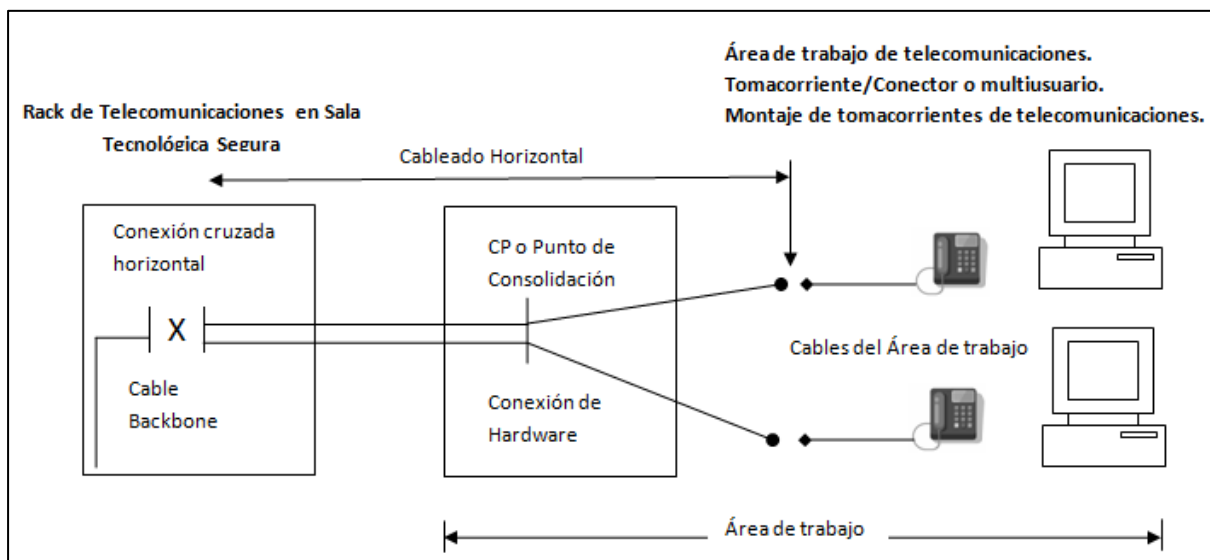 Área de trabajo de telecomunicaciones.
Tomacorriente/Conector o multiusuario.
Montaje de tomacorrientes de telecomunicaciones.
Rack de Telecomunicaciones en Sala
Tecnológica Segura
Cableado Horizontal
Conexión cruzada
horizontal
X
Cable
Backbone
CP o Punto de
Consolidación
Conexión de
Hardware
Cables del Área de trabajo
Área de trabajo